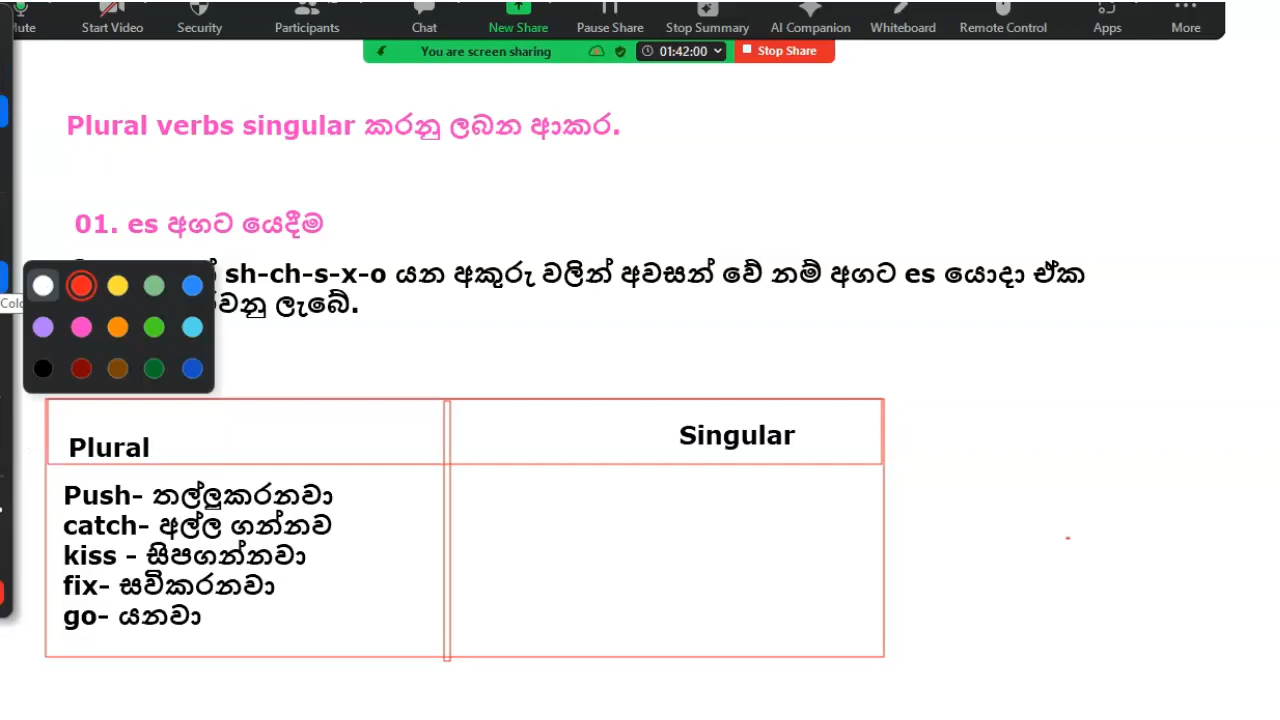 Start Video Security Participants Chat New Share Pause Share Stop Summary AI Companion Whiteboard Remote Control Apps More
You are screen sharing 01:42:00 Stop Share
Plural verbs singular කරනු ලබන ආකර.
01. es අගට යෙදීම
sh-ch-s-x-o යන අකුරු වලින් අවසන් වේ නම් අගට es යොදා ඒක
ලැබේ.
Plural
Singular
Push- තල්ලුකරනවා
catch- අල්ල ගන්නව
kiss - සිපගන්නවා
fix- සවිකරනවා
go- යනවා